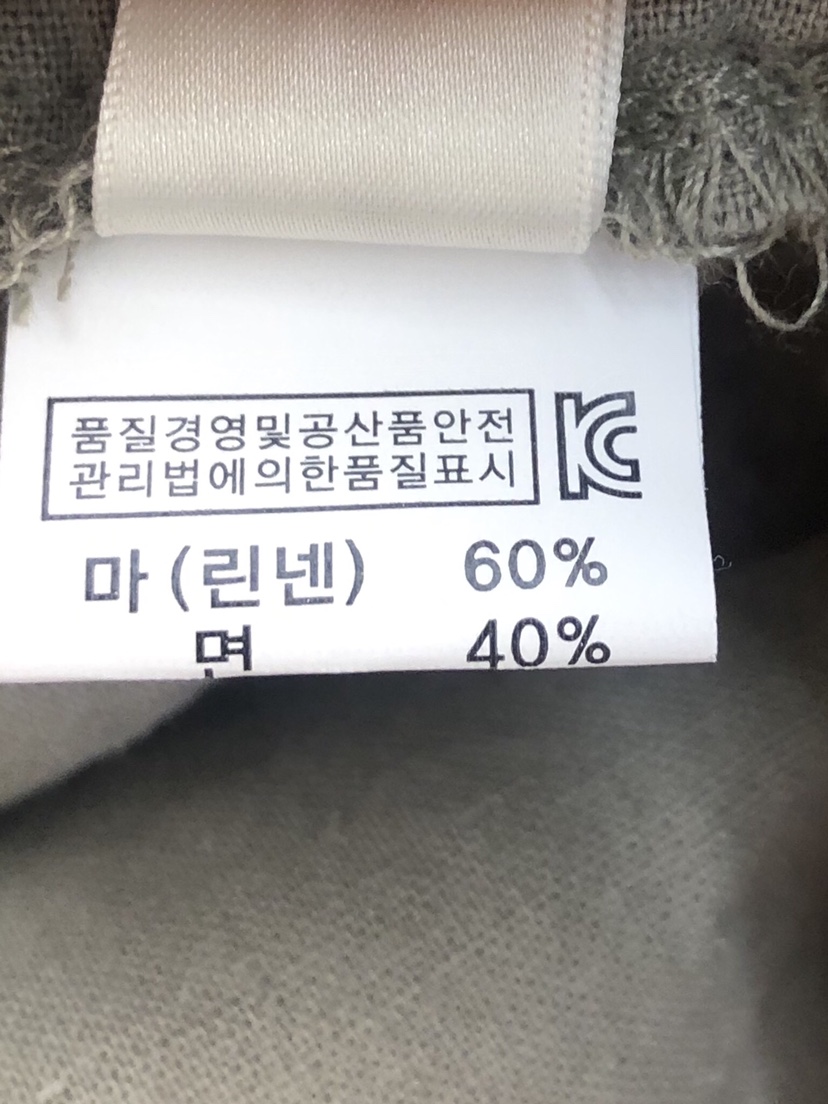 품질경영및공산품안전
관리법에의한품질표시
KC
마(린넨) 60%
면 40%